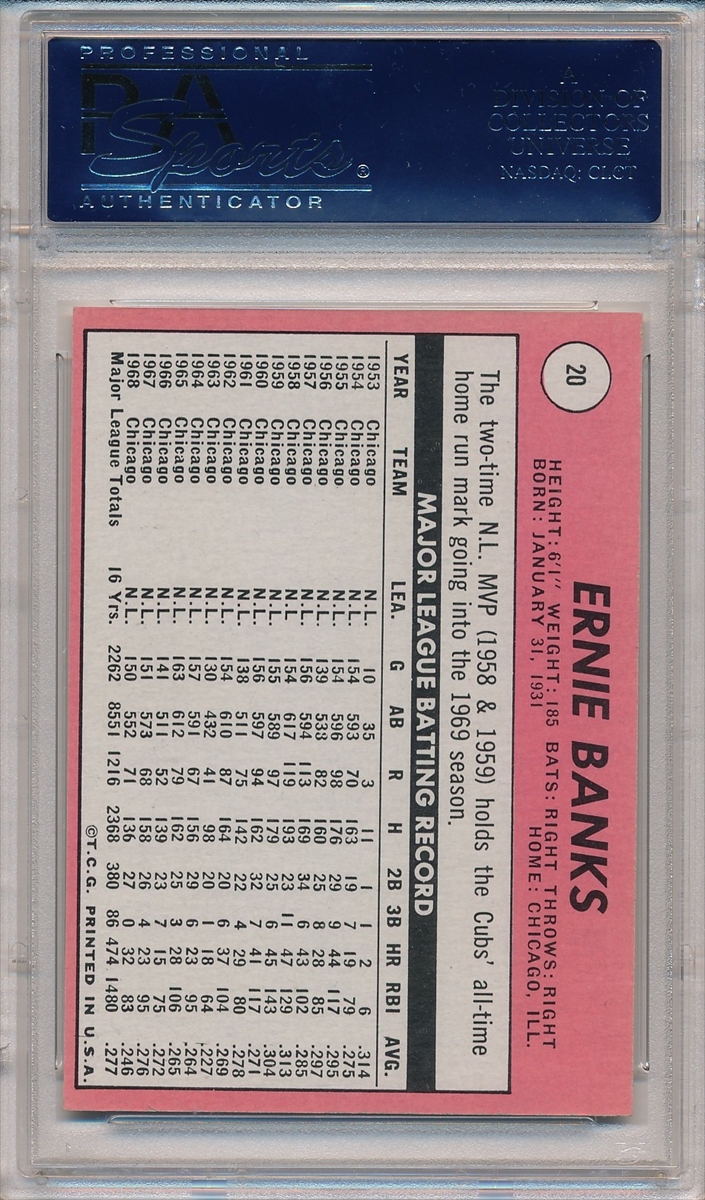 PROFESSIONAL
PSA
Sports®
AUTHENTICATOR
A
DIVISION OF
COLLECTORS
UNIVERSE
NASDAQ: CLCT
20
ERNIE BANKS
HEIGHT: 6'1" WEIGHT: 185 BATS: RIGHT THROWS: RIGHT
BORN: JANUARY 31, 1931 HOME: CHICAGO, ILL.
The two-time N.L. MVP (1958 & 1959) holds the Cubs' all-time
home run mark going into the 1969 season.
MAJOR LEAGUE BATTING RECORD
YEAR TEAM LEA. G AB R H 2B 3B HR RBI AVG.
1953 Chicago N.L. 10 35 3 11 1 1 2 6 .314
1954 Chicago N.L. 154 593 70 163 19 7 19 79 .275
1955 Chicago N.L. 154 596 98 176 29 9 44 117 .295
1956 Chicago N.L. 139 538 82 160 25 8 28 85 .297
1957 Chicago N.L. 156 594 113 169 34 6 43 102 .285
1958 Chicago N.L. 154 617 119 193 23 11 47 129 .313
1959 Chicago N.L. 155 589 97 179 25 6 45 143 .304
1960 Chicago N.L. 156 597 94 162 32 7 41 117 .271
1961 Chicago N.L. 138 511 75 142 22 4 29 80 .278
1962 Chicago N.L. 154 610 87 164 20 6 37 104 .269
1963 Chicago N.L. 130 432 41 98 20 1 18 64 .227
1964 Chicago N.L. 157 591 67 156 29 6 23 95 .264
1965 Chicago N.L. 163 612 79 162 25 3 28 106 .265
1966 Chicago N.L. 141 511 52 139 23 7 15 75 .272
1967 Chicago N.L. 151 573 68 158 26 4 23 95 .276
1968 Chicago N.L. 150 552 71 136 27 0 32 83 .246
Major League Totals 16 Yrs. 2262 8551 1216 2368 380 86 474 1480 .277
©T.C.G. PRINTED IN U.S.A.